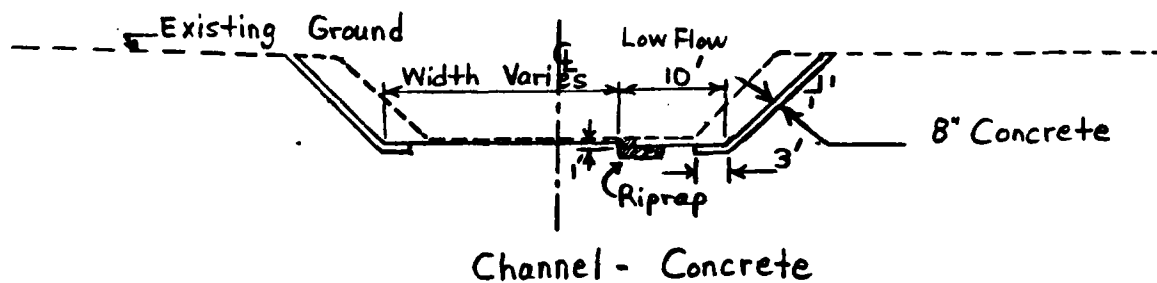 Existing Ground
℄
Low Flow
Width Varies
10'
1'
1'
8" Concrete
1'
3'
Riprap
Channel - Concrete